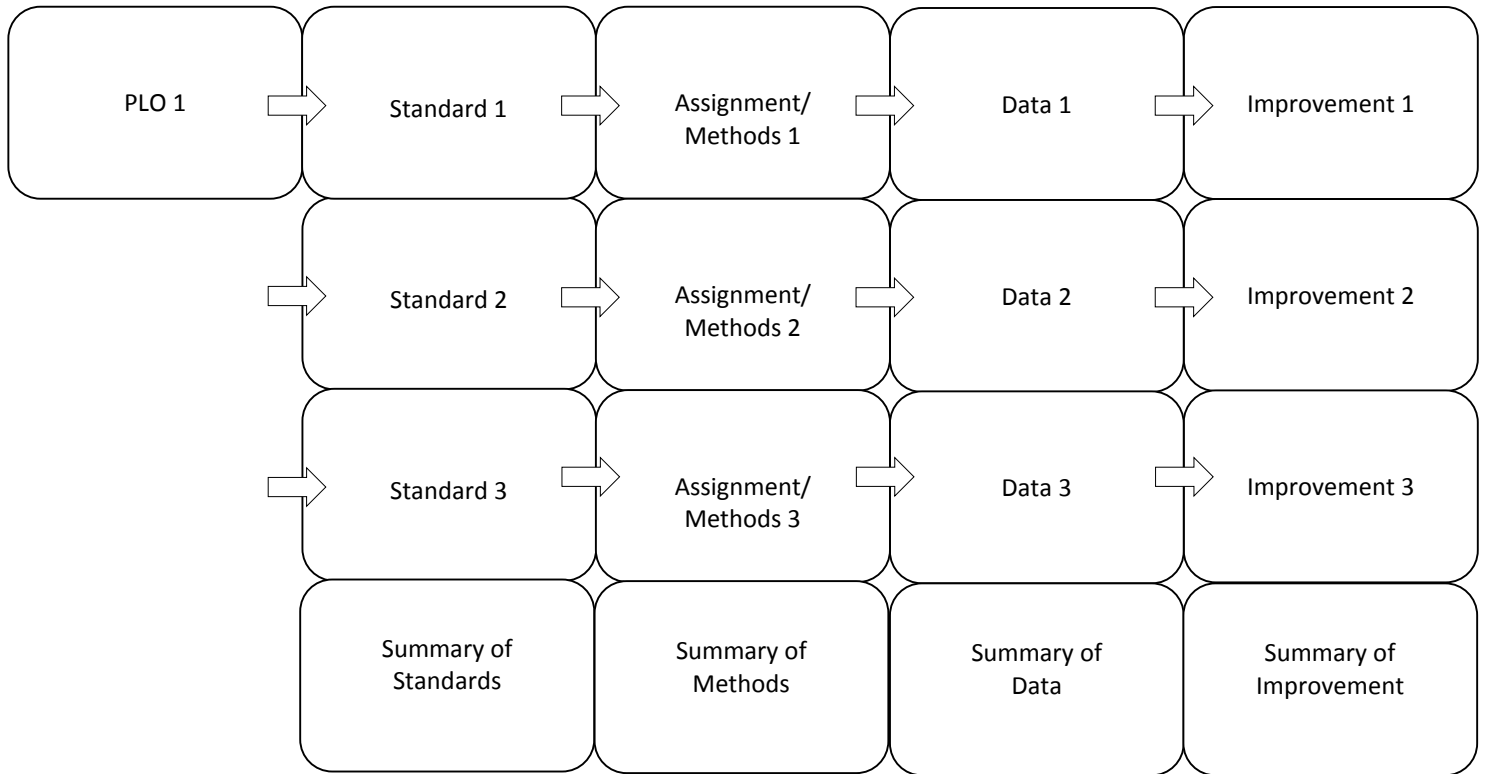 PLO 1
Standard 1
Assignment/
Methods 1
Data 1
Improvement 1
Standard 2
Assignment/
Methods 2
Data 2
Improvement 2
Standard 3
Assignment/
Methods 3
Data 3
Improvement 3
Summary of
Standards
Summary of
Methods
Summary of
Data
Summary of
Improvement